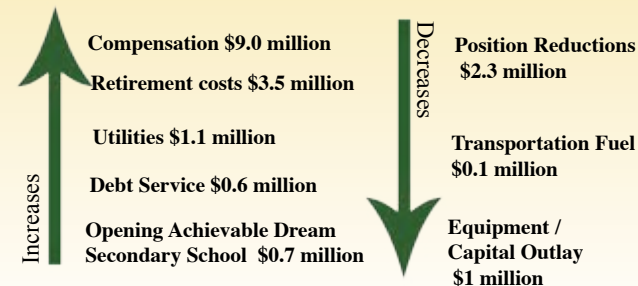 Compensation $9.0 million
Retirement costs $3.5 million
Utilities $1.1 million
Debt Service $0.6 million
Opening Achievable Dream
Secondary School $0.7 million
Increases
Decreases
Position Reductions
$2.3 million
Transportation Fuel
$0.1 million
Equipment /
Capital Outlay
$1 million